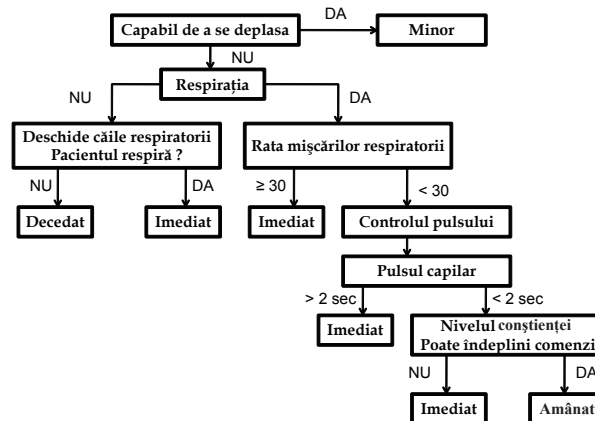 Capabil de a se deplasa
DA
Minor
NU
Respirația
NU
DA
Deschide căile respiratorii
Pacientul respiră ?
Rata mișcărilor respiratorii
NU
DA
≥ 30
< 30
Decedat
Imediat
Imediat
Controlul pulsului
Pulsul capilar
> 2 sec
< 2 sec
Imediat
Nivelul conștienței
Poate îndeplini comenzi
NU
DA
Imediat
Amânat